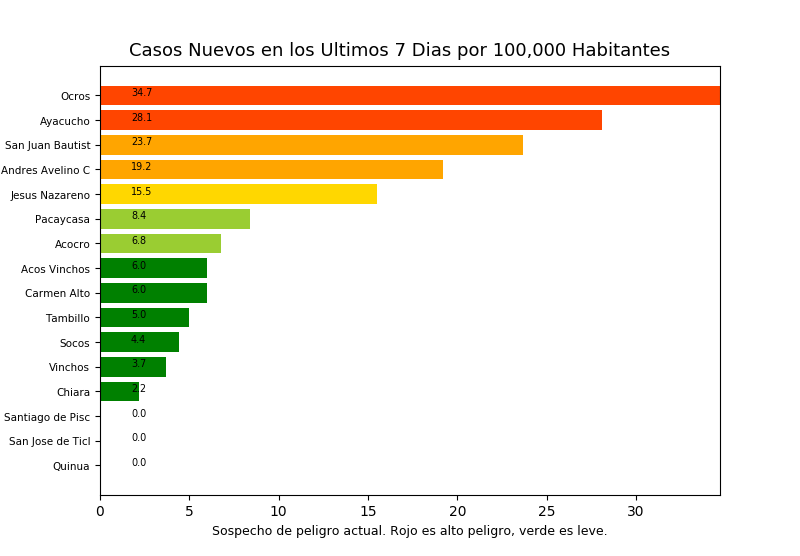 Casos Nuevos en los Ultimos 7 Dias por 100,000 Habitantes
Ocros 34.7
Ayacucho 28.1
San Juan Bautist 23.7
Andres Avelino C 19.2
Jesus Nazareno 15.5
Pacaycasa 8.4
Acocro 6.8
Acos Vinchos 6.0
Carmen Alto 6.0
Tambillo 5.0
Socos 4.4
Vinchos 3.7
Chiara 2.2
Santiago de Pisc 0.0
San Jose de Ticl 0.0
Quinua 0.0
0 5 10 15 20 25 30
Sospecho de peligro actual. Rojo es alto peligro, verde es leve.